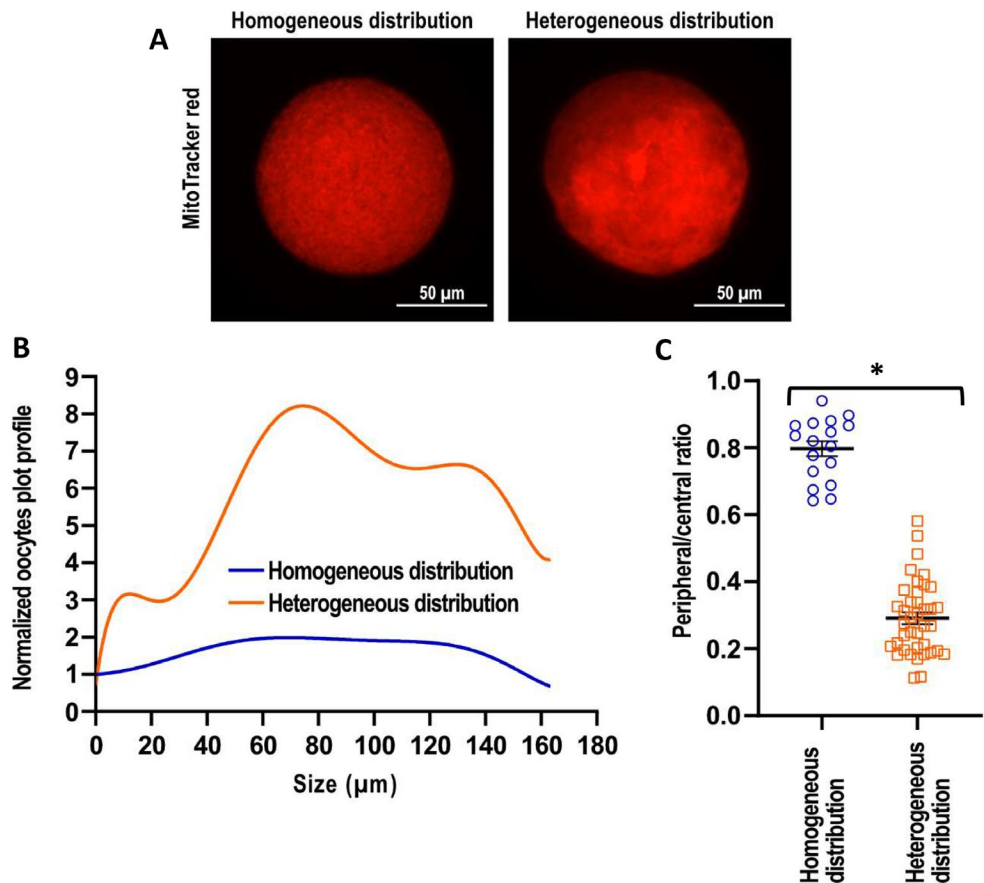 Homogeneous distribution
Heterogeneous distribution
A
MitoTracker red
50 µm
50 µm
B
Normalized oocytes plot profile
9
8
7
6
5
4
3
2
1
0
Homogeneous distribution
Heterogeneous distribution
0 20 40 60 80 100 120 140 160 180
Size (µm)
C
*
Peripheral/central ratio
1.0
0.8
0.6
0.4
0.2
0.0
Homogeneous
distribution
Heterogeneous
distribution